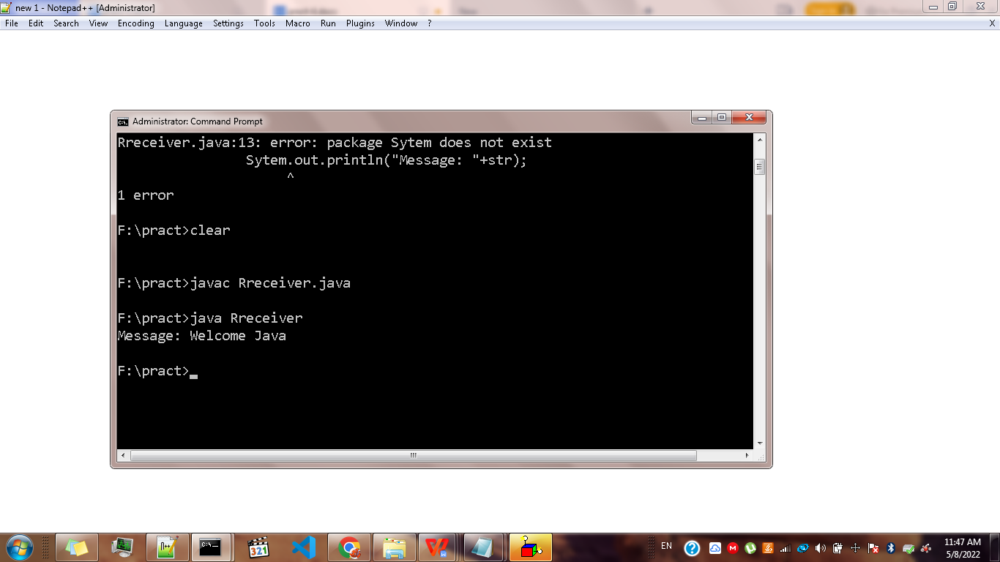 new 1 - Notepad++ [Administrator]
File Edit Search View Encoding Language Settings Tools Macro Run Plugins Window ? X
Administrator: Command Prompt
Rreceiver.java:13: error: package Sytem does not exist
Sytem.out.println("Message: "+str);
^
1 error
F:\pract>clear
F:\pract>javac Rreceiver.java
F:\pract>java Rreceiver
Message: Welcome Java
F:\pract>
EN
11:47 AM
5/8/2022